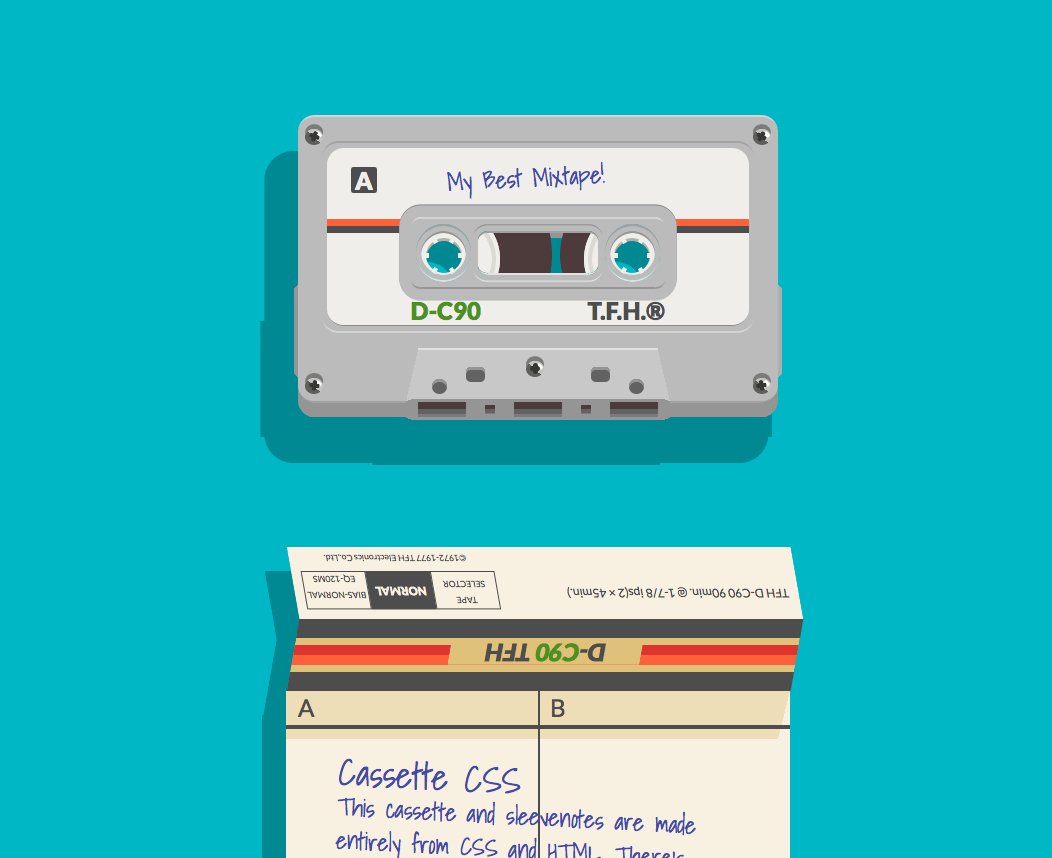 A
My Best Mixtape!
D-C90
T.F.H.®
©1972-1977 TFH Electronics Co.,Ltd.
TAPE SELECTOR
NORMAL
BIAS-NORMAL
EQ-120MS
TFH D-C90 90min. @ 1-7/8 ips(2 x 45min.)
D-C90 TFH
A
B
Cassette CSS
This cassette and sleevenotes are made
entirely from CSS and HTML. There's